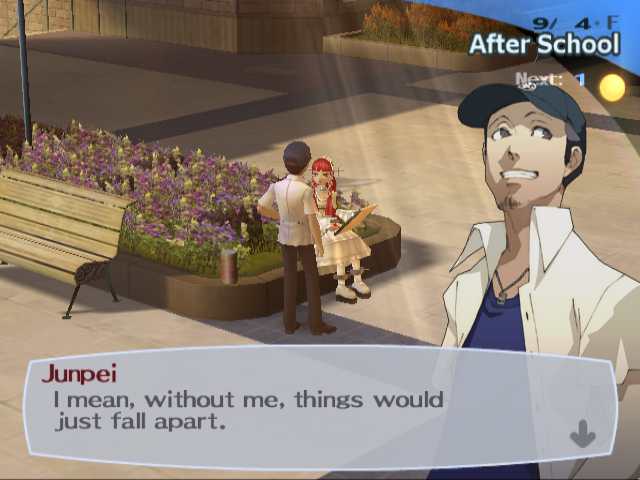 9/ 4・F
After School
Next: 1
Junpei
I mean, without me, things would
just fall apart.